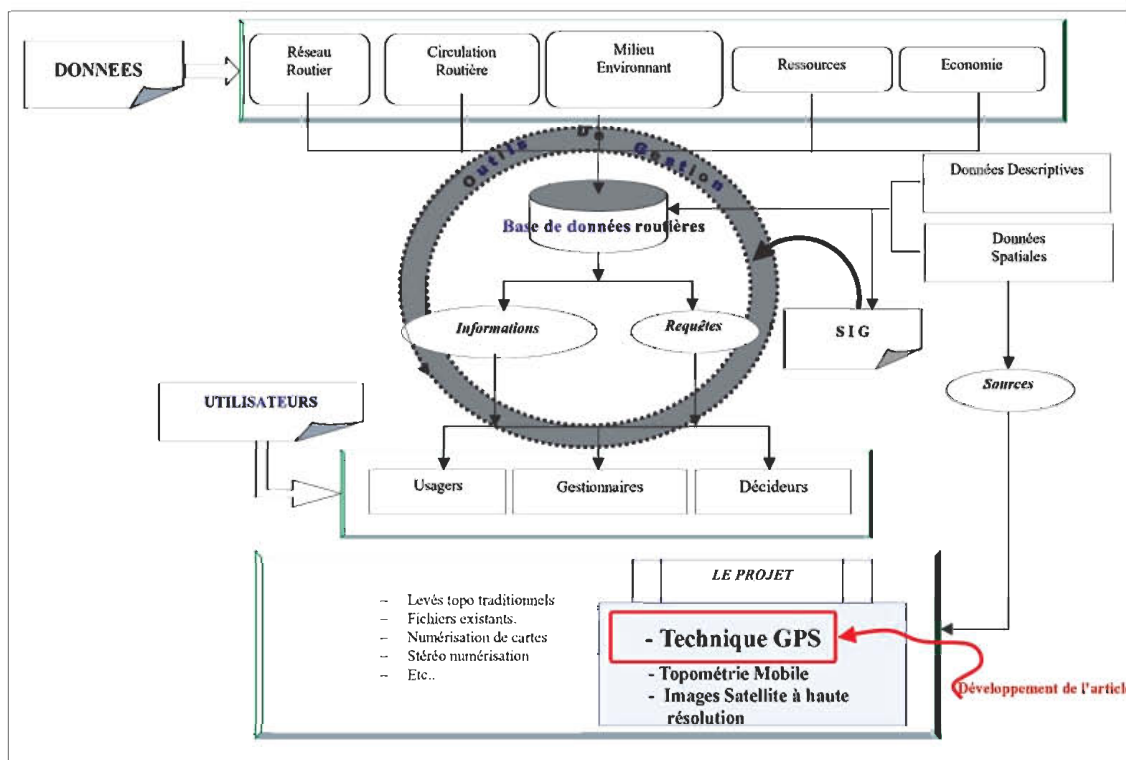 DONNEES
Réseau
Routier
Circulation
Routière
Milieu
Environnant
Ressources
Economie
Outils De Gestion
Données Descriptives
Données
Spatiales
Base de données routières
Informations
Requêtes
S I G
Sources
UTILISATEURS
Usagers
Gestionnaires
Décideurs
LE PROJET
- Levés topo traditionnels
- Fichiers existants.
- Numérisation de cartes
- Stéréo numérisation
- Etc..
- Technique GPS
- Topométrie Mobile
- Images Satellite à haute
résolution
Développement de l'article